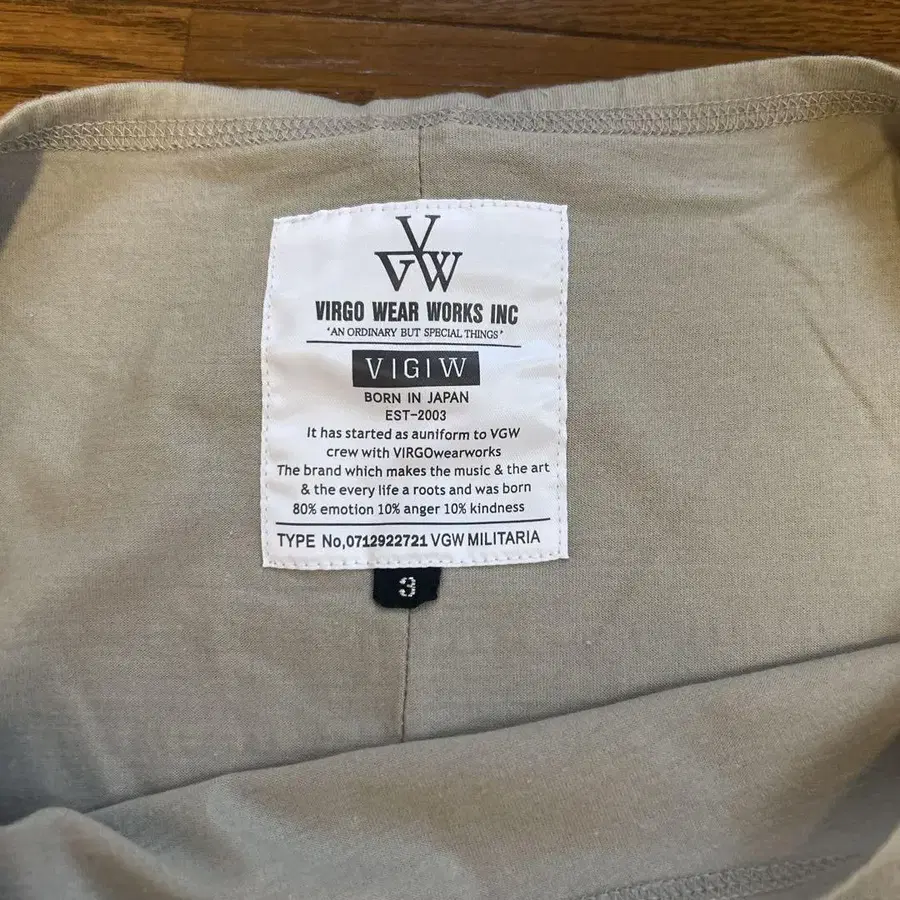 V
GW
VIRGO WEAR WORKS INC
'AN ORDINARY BUT SPECIAL THINGS'
V|G|W
BORN IN JAPAN
EST-2003
It has started as auniform to VGW
crew with VIRGOwearworks
The brand which makes the music & the art
& the every life a roots and was born
80% emotion 10% anger 10% kindness
TYPE No,0712922721 VGW MILITARIA
3